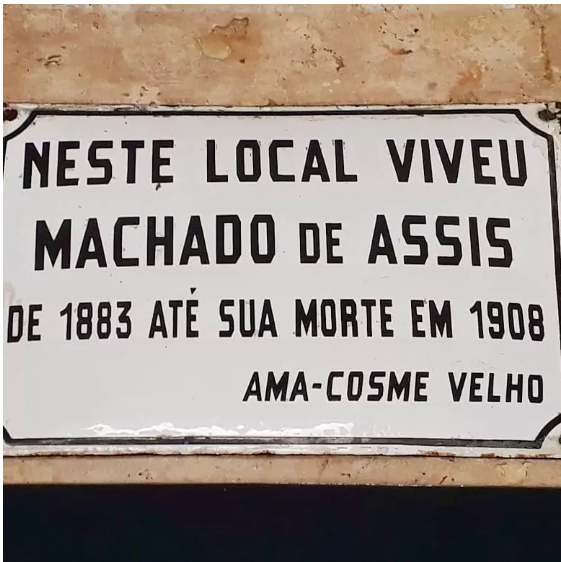 NESTE LOCAL VIVEU
MACHADO DE ASSIS
DE 1883 ATÉ SUA MORTE EM 1908
AMA-COSME VELHO